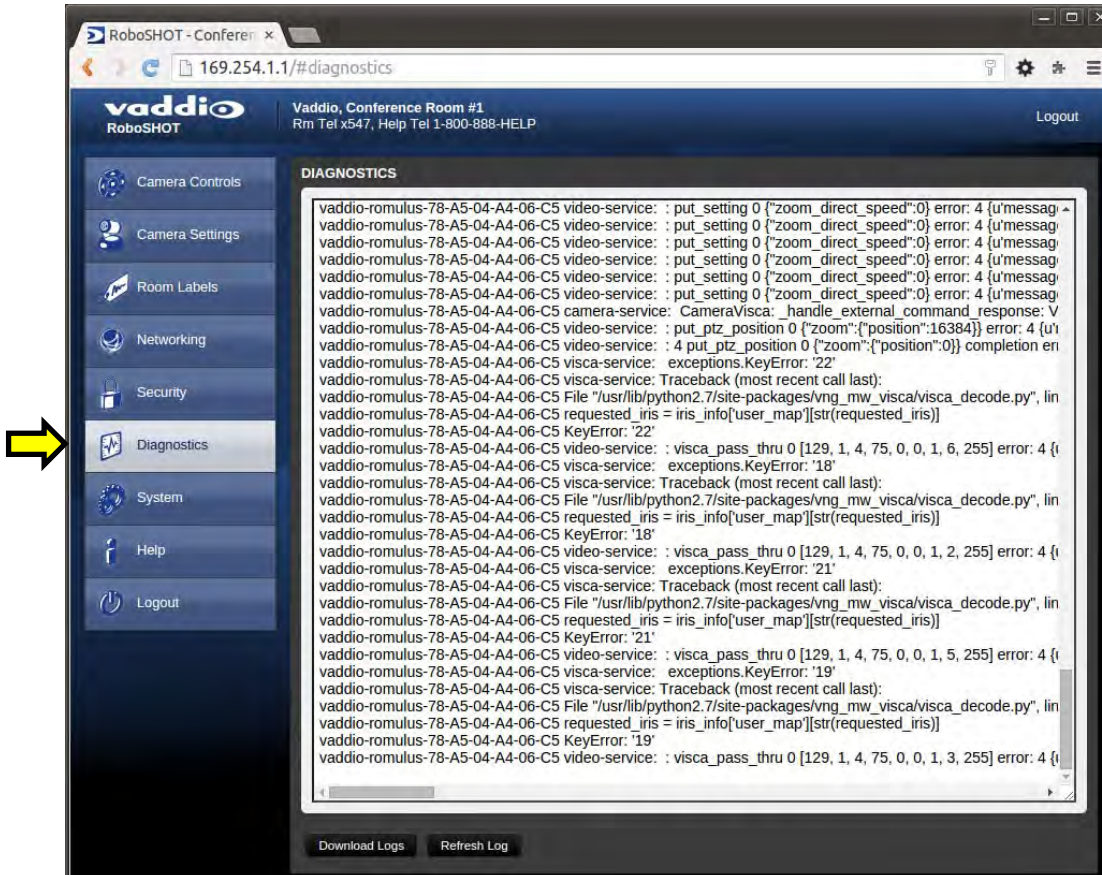 RoboSHOT - Conferen ×
169.254.1.1/#diagnostics
vaddio
RoboSHOT
Vaddio, Conference Room #1
Rm Tel x547, Help Tel 1-800-888-HELP
Logout
Camera Controls
Camera Settings
Room Labels
Networking
Security
Diagnostics
System
Help
Logout
DIAGNOSTICS
vaddio-romulus-78-A5-04-A4-06-C5 video-service: : put_setting 0 {"zoom_direct_speed":0} error: 4 {u'messag
vaddio-romulus-78-A5-04-A4-06-C5 video-service: : put_setting 0 {"zoom_direct_speed":0} error: 4 {u'messag
vaddio-romulus-78-A5-04-A4-06-C5 video-service: : put_setting 0 {"zoom_direct_speed":0} error: 4 {u'messag
vaddio-romulus-78-A5-04-A4-06-C5 video-service: : put_setting 0 {"zoom_direct_speed":0} error: 4 {u'messag
vaddio-romulus-78-A5-04-A4-06-C5 video-service: : put_setting 0 {"zoom_direct_speed":0} error: 4 {u'messag
vaddio-romulus-78-A5-04-A4-06-C5 video-service: : put_setting 0 {"zoom_direct_speed":0} error: 4 {u'messag
vaddio-romulus-78-A5-04-A4-06-C5 camera-service: CameraVisca: _handle_external_command_response: V
vaddio-romulus-78-A5-04-A4-06-C5 video-service: : put_ptz_position 0 {"zoom":{"position":16384}} error: 4 {u'r
vaddio-romulus-78-A5-04-A4-06-C5 video-service: : 4 put_ptz_position 0 {"zoom":{"position":0}} completion err
vaddio-romulus-78-A5-04-A4-06-C5 visca-service: exceptions.KeyError: '22'
vaddio-romulus-78-A5-04-A4-06-C5 visca-service: Traceback (most recent call last):
vaddio-romulus-78-A5-04-A4-06-C5 File "/usr/lib/python2.7/site-packages/vng_mw_visca/visca_decode.py", lin
vaddio-romulus-78-A5-04-A4-06-C5 requested_iris = iris_info['user_map'][str(requested_iris)]
vaddio-romulus-78-A5-04-A4-06-C5 KeyError: '22'
vaddio-romulus-78-A5-04-A4-06-C5 video-service: : visca_pass_thru 0 [129, 1, 4, 75, 0, 0, 1, 6, 255] error: 4 {u
vaddio-romulus-78-A5-04-A4-06-C5 visca-service: exceptions.KeyError: '18'
vaddio-romulus-78-A5-04-A4-06-C5 visca-service: Traceback (most recent call last):
vaddio-romulus-78-A5-04-A4-06-C5 File "/usr/lib/python2.7/site-packages/vng_mw_visca/visca_decode.py", lin
vaddio-romulus-78-A5-04-A4-06-C5 requested_iris = iris_info['user_map'][str(requested_iris)]
vaddio-romulus-78-A5-04-A4-06-C5 KeyError: '18'
vaddio-romulus-78-A5-04-A4-06-C5 video-service: : visca_pass_thru 0 [129, 1, 4, 75, 0, 0, 1, 2, 255] error: 4 {u
vaddio-romulus-78-A5-04-A4-06-C5 visca-service: exceptions.KeyError: '21'
vaddio-romulus-78-A5-04-A4-06-C5 visca-service: Traceback (most recent call last):
vaddio-romulus-78-A5-04-A4-06-C5 File "/usr/lib/python2.7/site-packages/vng_mw_visca/visca_decode.py", lin
vaddio-romulus-78-A5-04-A4-06-C5 requested_iris = iris_info['user_map'][str(requested_iris)]
vaddio-romulus-78-A5-04-A4-06-C5 KeyError: '21'
vaddio-romulus-78-A5-04-A4-06-C5 video-service: : visca_pass_thru 0 [129, 1, 4, 75, 0, 0, 1, 5, 255] error: 4 {u
vaddio-romulus-78-A5-04-A4-06-C5 visca-service: exceptions.KeyError: '19'
vaddio-romulus-78-A5-04-A4-06-C5 visca-service: Traceback (most recent call last):
vaddio-romulus-78-A5-04-A4-06-C5 File "/usr/lib/python2.7/site-packages/vng_mw_visca/visca_decode.py", lin
vaddio-romulus-78-A5-04-A4-06-C5 requested_iris = iris_info['user_map'][str(requested_iris)]
vaddio-romulus-78-A5-04-A4-06-C5 KeyError: '19'
vaddio-romulus-78-A5-04-A4-06-C5 video-service: : visca_pass_thru 0 [129, 1, 4, 75, 0, 0, 1, 3, 255] error: 4 {u
Download Logs
Refresh Log